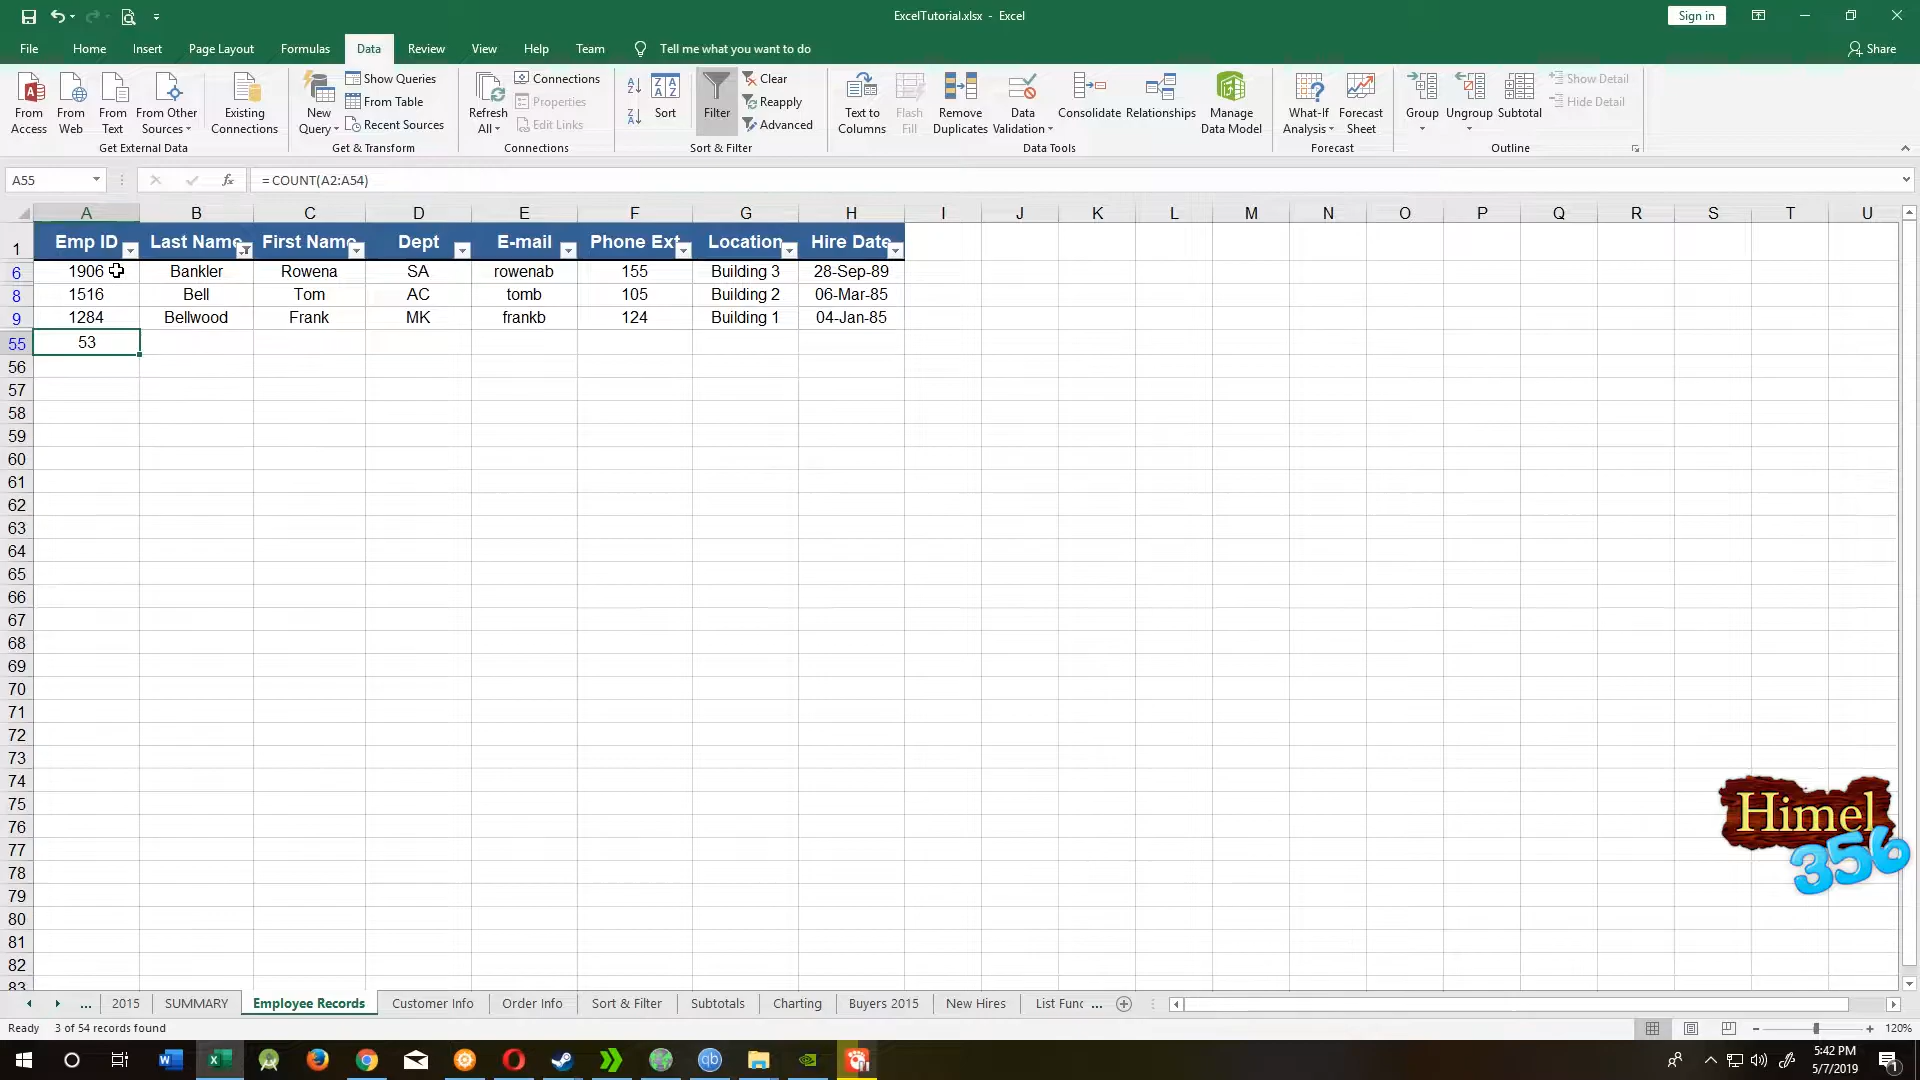 ExcelTutorial.xlsx - Excel
Sign in
File Home Insert Page Layout Formulas Data Review View Help Team Tell me what you want to do Share
From Access From Web From Text From Other Sources Existing Connections
Get External Data
New Query Show Queries From Table Recent Sources
Get & Transform
Refresh All Connections Properties Edit Links
Connections
Sort Filter Clear Reapply Advanced
Sort & Filter
Text to Columns Flash Fill Remove Duplicates Data Validation Consolidate Relationships Manage Data Model
Data Tools
What-If Analysis Forecast Sheet
Forecast
Group Ungroup Subtotal Show Detail Hide Detail
Outline
A55 fx =COUNT(A2:A54)
A B C D E F G H I J K L M N O P Q R S T U
1 Emp ID Last Name First Name Dept E-mail Phone Ext Location Hire Date
6 1906 Bankler Rowena SA rowenab 155 Building 3 28-Sep-89
8 1516 Bell Tom AC tomb 105 Building 2 06-Mar-85
9 1284 Bellwood Frank MK frankb 124 Building 1 04-Jan-85
55 53
56
57
58
59
60
61
62
63
64
65
66
67
68
69
70
71
72
73
74
75
76
77
78
79
80
81
82
83
Himel
356
... 2015 SUMMARY Employee Records Customer Info Order Info Sort & Filter Subtotals Charting Buyers 2015 New Hires List Func ...
Ready 3 of 54 records found 120%
5:42 PM
5/7/2019